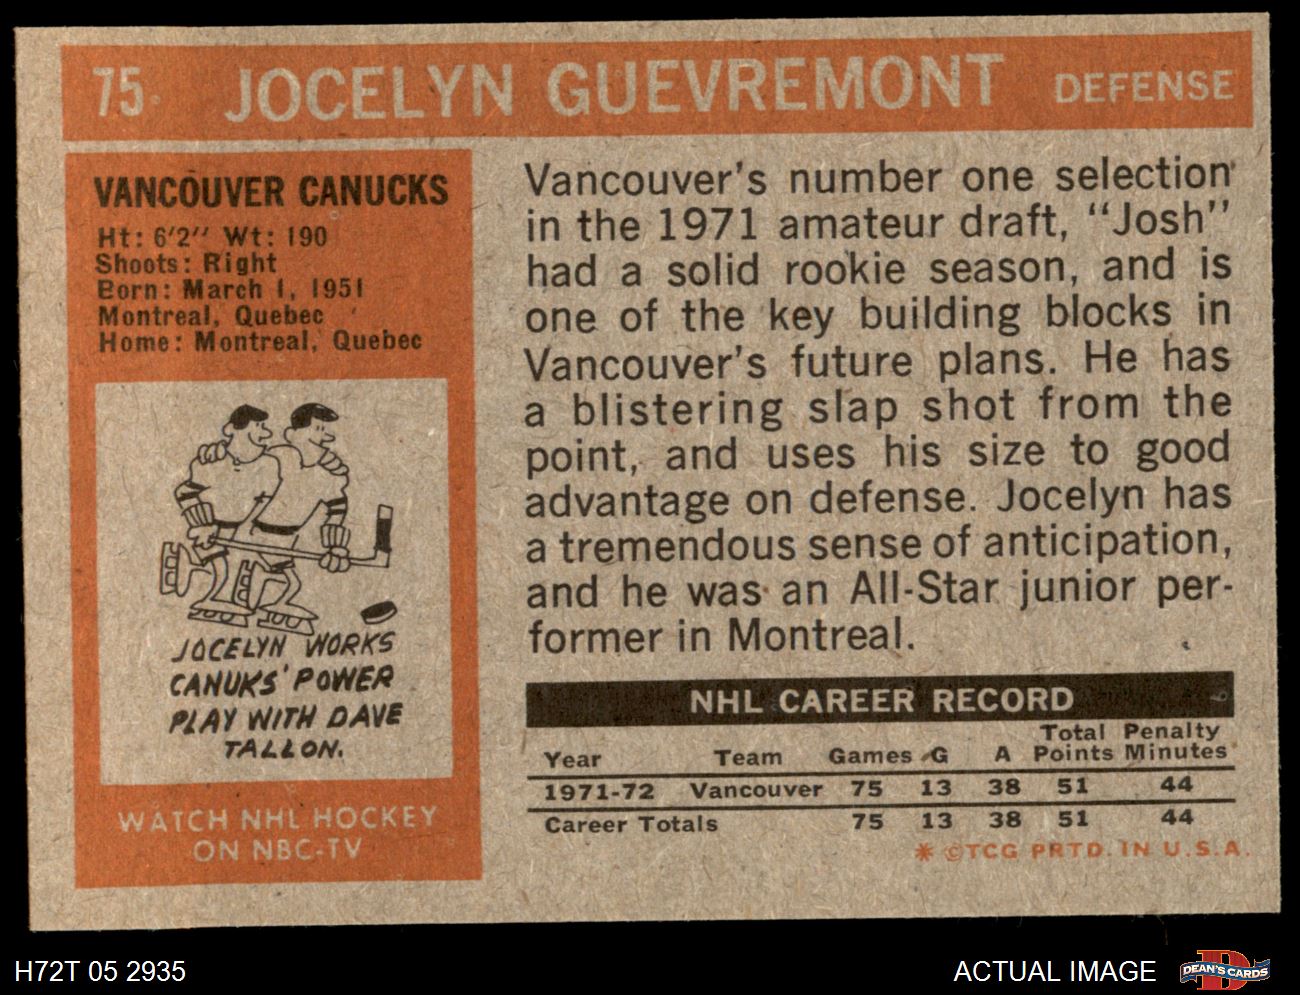 75 JOCELYN GUEVREMONT DEFENSE
VANCOUVER CANUCKS
Ht: 6'2" Wt: 190
Shoots: Right
Born: March 1, 1951
Montreal, Quebec
Home: Montreal, Quebec
JOCELYN WORKS
CANUKS' POWER
PLAY WITH DAVE
TALLON.
WATCH NHL HOCKEY
ON NBC-TV
Vancouver's number one selection
in the 1971 amateur draft, "Josh"
had a solid rookie season, and is
one of the key building blocks in
Vancouver's future plans. He has
a blistering slap shot from the
point, and uses his size to good
advantage on defense. Jocelyn has
a tremendous sense of anticipation,
and he was an All-Star junior per-
former in Montreal.
NHL CAREER RECORD
Year Team Games G A Total Points Penalty Minutes
1971-72 Vancouver 75 13 38 51 44
Career Totals 75 13 38 51 44
* ©TCG PRTD. IN U.S.A.
H72T 05 2935
ACTUAL IMAGE
D
DEAN'S CARDS